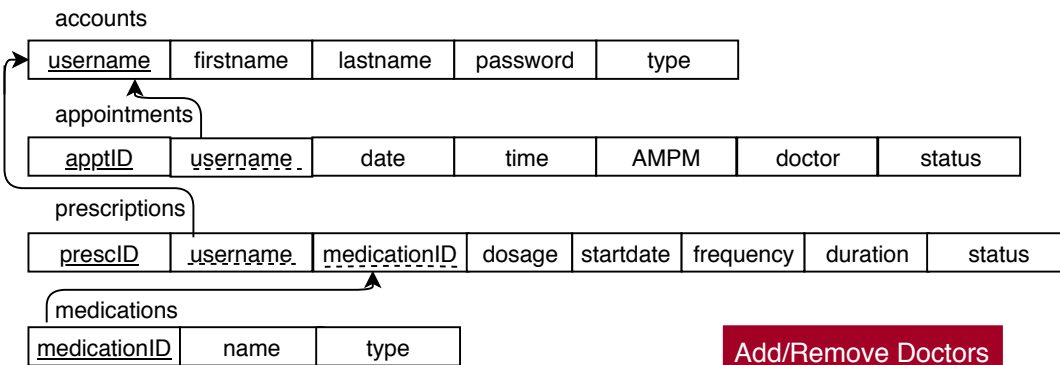 accounts
username firstname lastname password type
appointments
apptID username date time AMPM doctor status
prescriptions
prescID username medicationID dosage startdate frequency duration status
medications
medicationID name type
Add/Remove Doctors